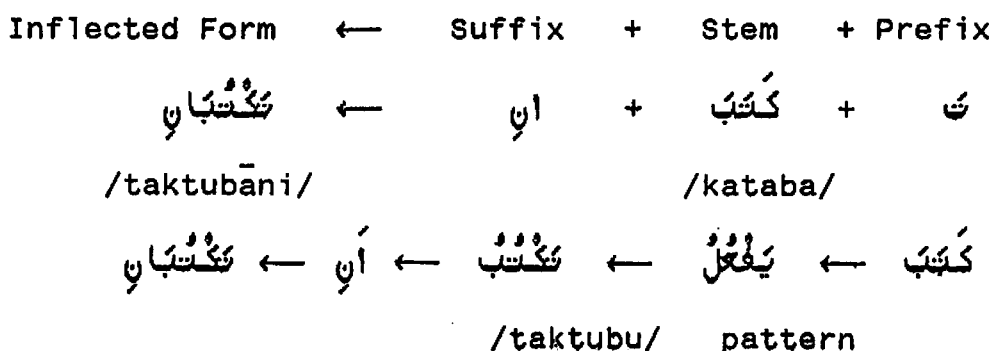 Inflected Form ← Suffix + Stem + Prefix
تَكْتُبَانِ ← انِ + كَتَبَ + تَ
/taktubāni/ /kataba/
كَتَبَ ← يَفْعُلُ ← تَكْتُبُ ← اَنِ ← تَكْتُبَانِ
/taktubu/ pattern